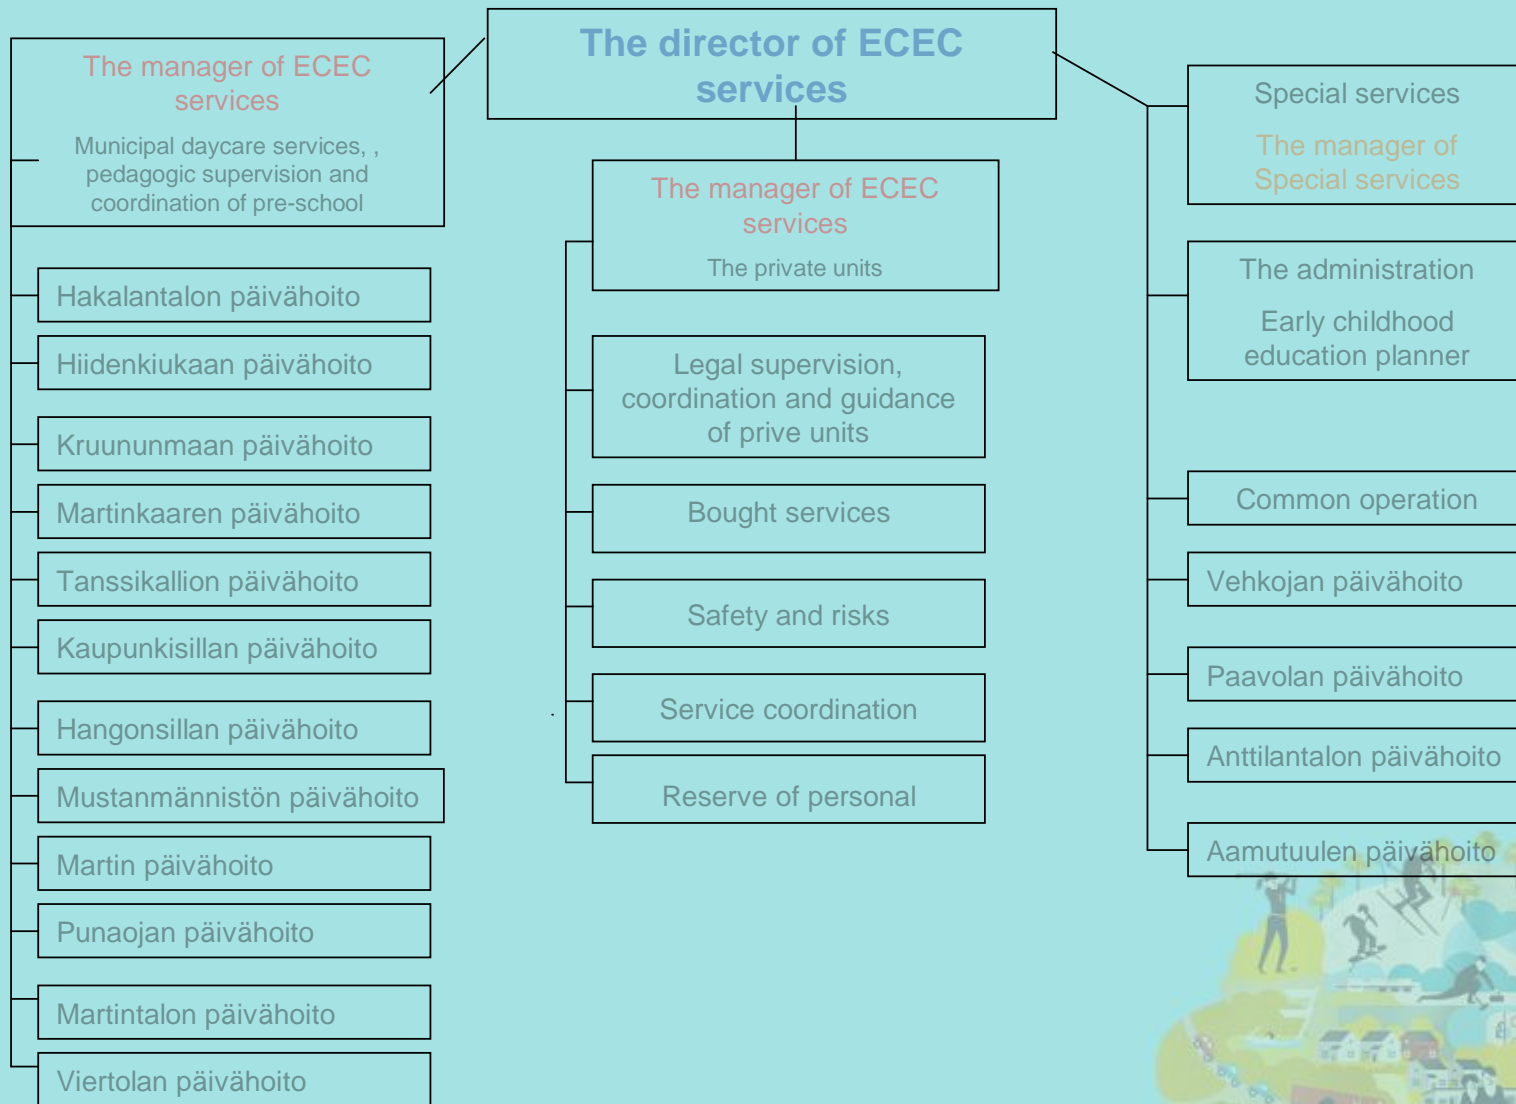 The director of ECEC
services
The manager of ECEC
services
Municipal daycare services, ,
pedagogic supervision and
coordination of pre-school
Hakalantalon päivähoito
Hiidenkiukaan päivähoito
Kruununmaan päivähoito
Martinkaaren päivähoito
Tanssikallion päivähoito
Kaupunkisillan päivähoito
Hangonsillan päivähoito
Mustanmännistön päivähoito
Martin päivähoito
Punaojan päivähoito
Martintalon päivähoito
Viertolan päivähoito
The manager of ECEC
services
The private units
Legal supervision,
coordination and guidance
of prive units
Bought services
Safety and risks
Service coordination
Reserve of personal
Special services
The manager of
Special services
The administration
Early childhood
education planner
Common operation
Vehkojan päivähoito
Paavolan päivähoito
Anttilantalon päivähoito
Aamutuulen päivähoito